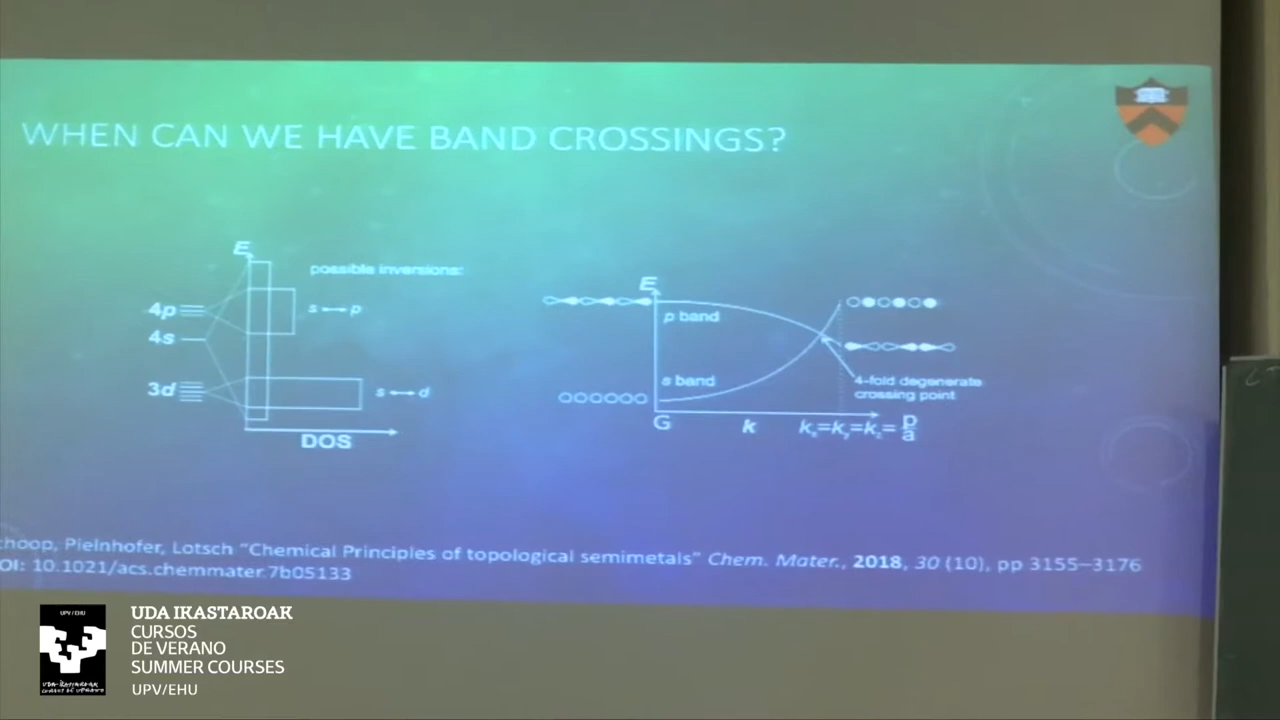 WHEN CAN WE HAVE BAND CROSSINGS?
E
possible inversions:
4p
s ⟷ p
4s
3d
s ⟷ d
DOS
E
p band
s band
4-fold degenerate
crossing point
G
k
kx=ky=kz= p/a
choop, Pielnhofer, Lotsch "Chemical Principles of topological semimetals" Chem. Mater., 2018, 30 (10), pp 3155–3176
OI: 10.1021/acs.chemmater.7b05133
UPV / EHU
UDA IKASTAROAK
CURSOS
DE VERANO
SUMMER COURSES
UPV/EHU